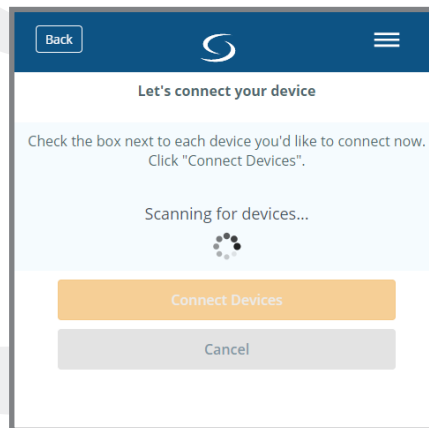 Back
Let's connect your device
Check the box next to each device you'd like to connect now.
Click "Connect Devices".
Scanning for devices...
Connect Devices
Cancel